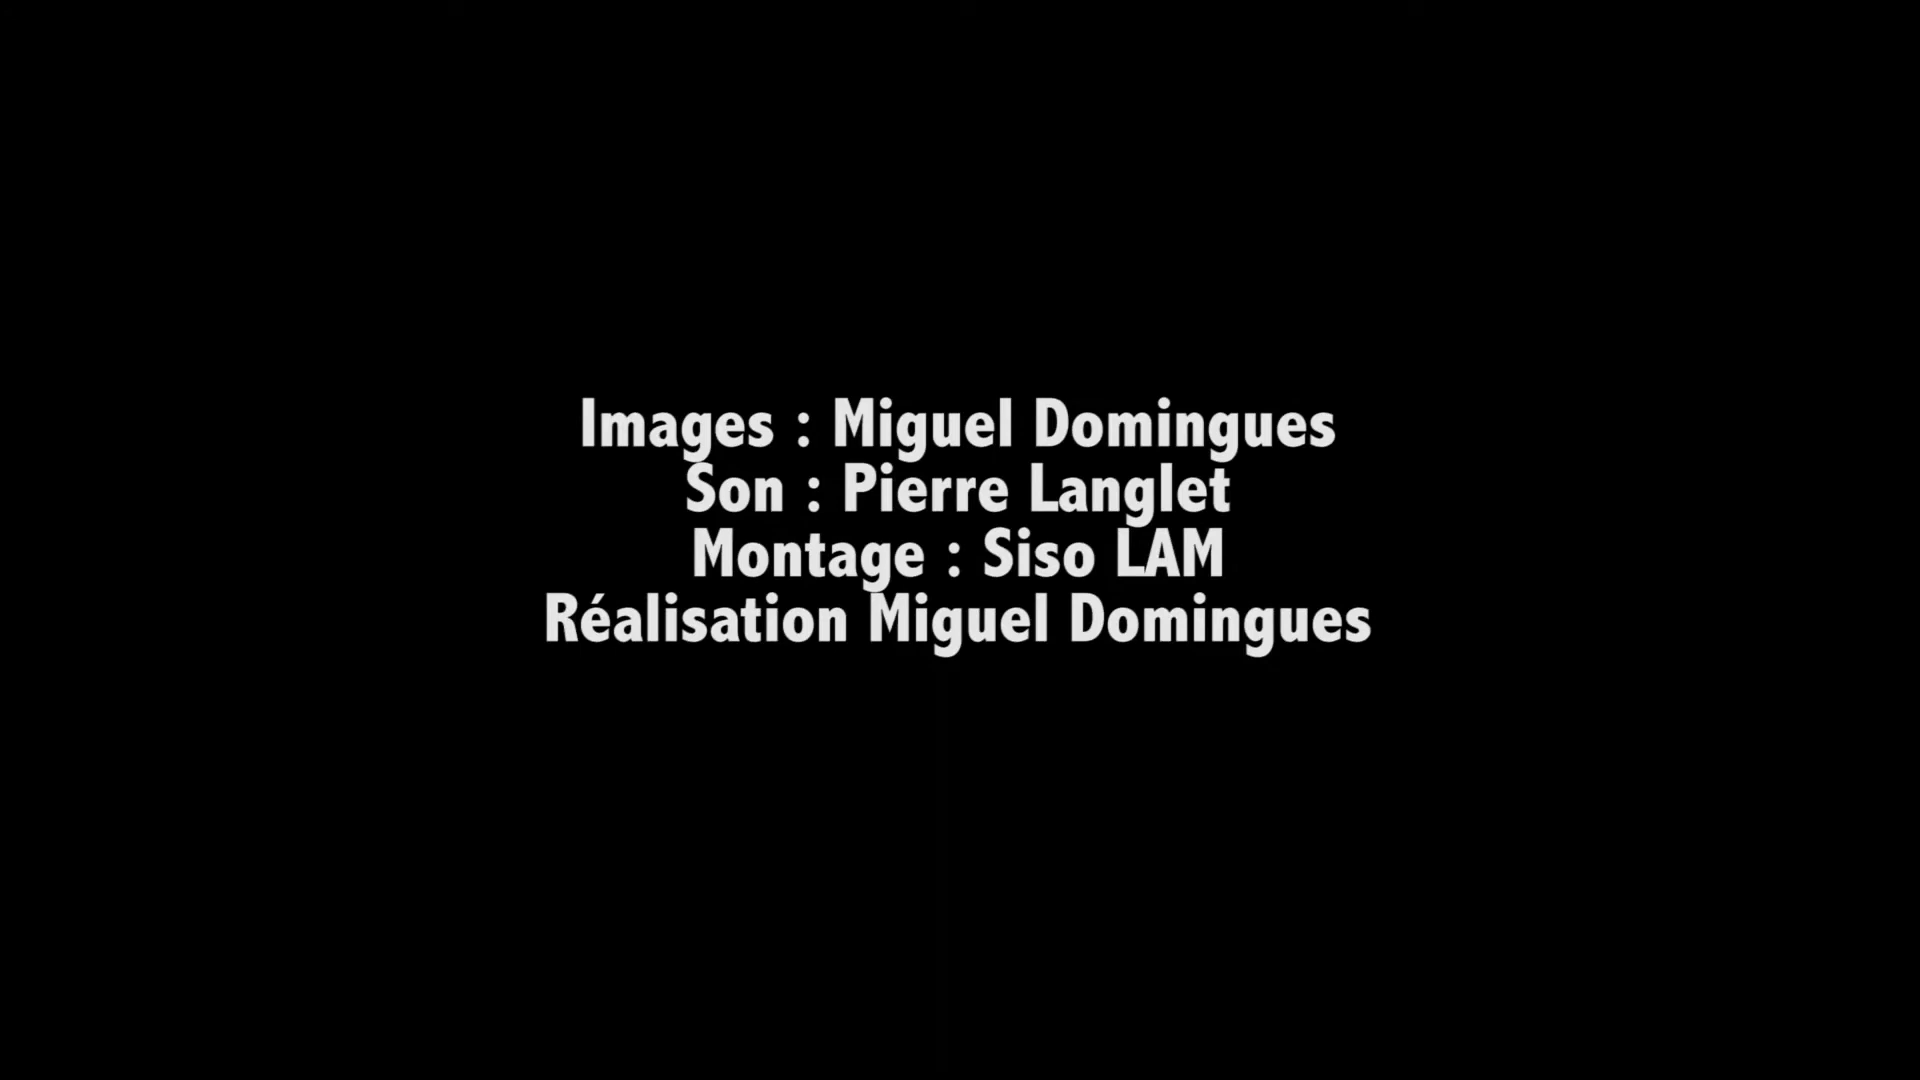 Images : Miguel Domingues
Son : Pierre Langlet
Montage : Siso LAM
Réalisation Miguel Domingues